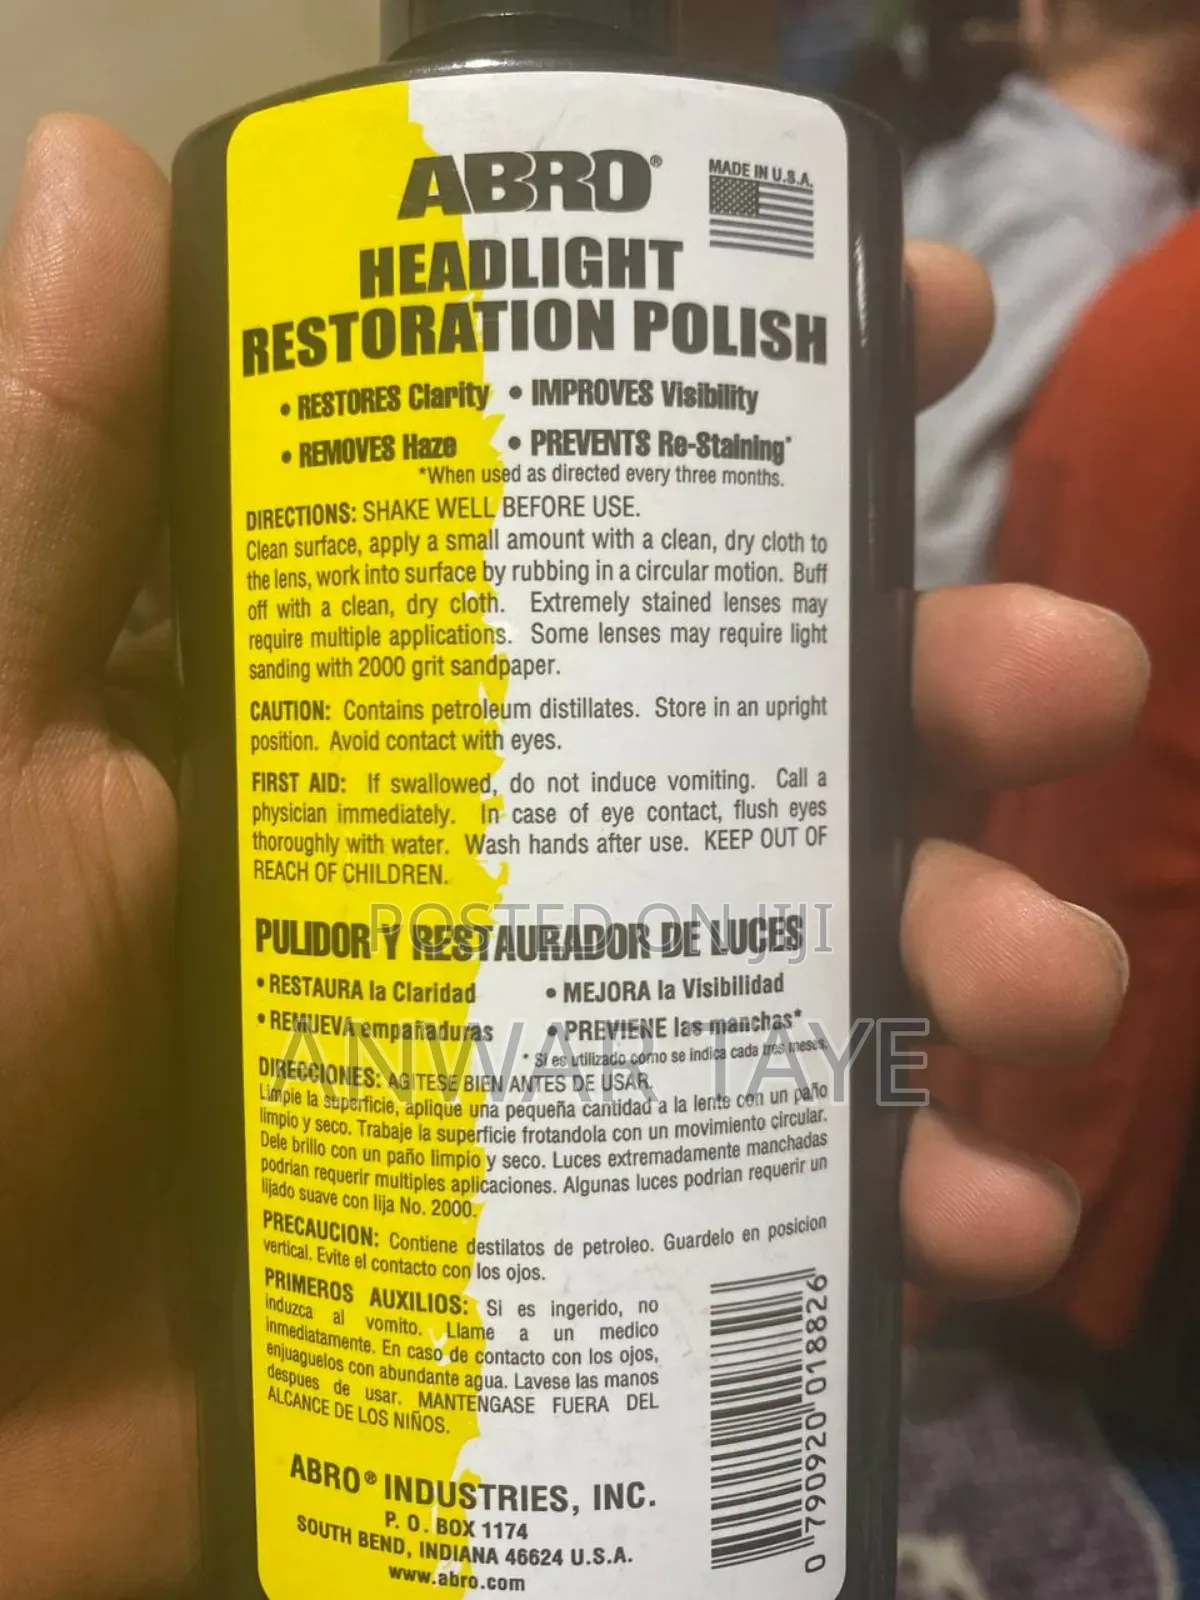 ABRO®
MADE IN U.S.A.
HEADLIGHT
RESTORATION POLISH
• RESTORES Clarity • IMPROVES Visibility
• REMOVES Haze • PREVENTS Re-Staining*
*When used as directed every three months.
DIRECTIONS: SHAKE WELL BEFORE USE.
Clean surface, apply a small amount with a clean, dry cloth to
the lens, work into surface by rubbing in a circular motion. Buff
off with a clean, dry cloth. Extremely stained lenses may
require multiple applications. Some lenses may require light
sanding with 2000 grit sandpaper.
CAUTION: Contains petroleum distillates. Store in an upright
position. Avoid contact with eyes.
FIRST AID: If swallowed, do not induce vomiting. Call a
physician immediately. In case of eye contact, flush eyes
thoroughly with water. Wash hands after use. KEEP OUT OF
REACH OF CHILDREN.
POSTED ON JIJI
PULIDOR Y RESTAURADOR DE LUCES
• RESTAURA la Claridad • MEJORA la Visibilidad
• REMUEVA empañaduras • PREVIENE las manchas*
ANWAR TAYE
* Si es utilizado como se indica cada tres meses.
DIRECCIONES: AGITESE BIEN ANTES DE USAR.
Limpie la superficie, aplique una pequeña cantidad a la lente con un paño
limpio y seco. Trabaje la superficie frotandola con un movimiento circular.
Dele brillo con un paño limpio y seco. Luces extremadamente manchadas
podrian requerir multiples aplicaciones. Algunas luces podrian requerir un
lijado suave con lija No. 2000.
PRECAUCION: Contiene destilatos de petroleo. Guardelo en posicion
vertical. Evite el contacto con los ojos.
PRIMEROS AUXILIOS: Si es ingerido, no
induzca al vomito. Llame a un medico
inmediatamente. En caso de contacto con los ojos,
enjuaguelos con abundante agua. Lavese las manos
despues de usar. MANTENGASE FUERA DEL
ALCANCE DE LOS NIÑOS.
0 790920 018826
ABRO® INDUSTRIES, INC.
P. O. BOX 1174
SOUTH BEND, INDIANA 46624 U.S.A.
www.abro.com